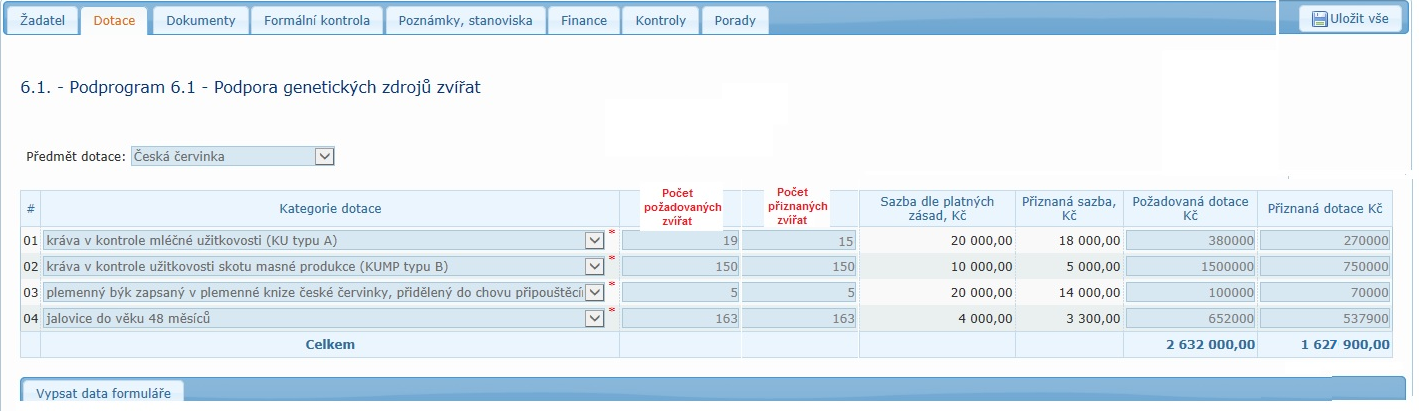 Žadatel Dotace Dokumenty Formální kontrola Poznámky, stanoviska Finance Kontroly Porady Uložit vše
6.1. - Podprogram 6.1 - Podpora genetických zdrojů zvířat
Předmět dotace: Česká červinka
# Kategorie dotace Počet požadovaných zvířat Počet přiznaných zvířat Sazba dle platných zásad, Kč Přiznaná sazba, Kč Požadovaná dotace Kč Přiznaná dotace Kč
01 kráva v kontrole mléčné užitkovosti (KU typu A) * 19 15 20 000,00 18 000,00 380000 270000
02 kráva v kontrole užitkovosti skotu masné produkce (KUMP typu B) * 150 150 10 000,00 5 000,00 1500000 750000
03 plemenný býk zapsaný v plemenné knize české červinky, přidělený do chovu připouštěcí * 5 5 20 000,00 14 000,00 100000 70000
04 jalovice do věku 48 měsíců * 163 163 4 000,00 3 300,00 652000 537900
Celkem 2 632 000,00 1 627 900,00
Vypsat data formuláře